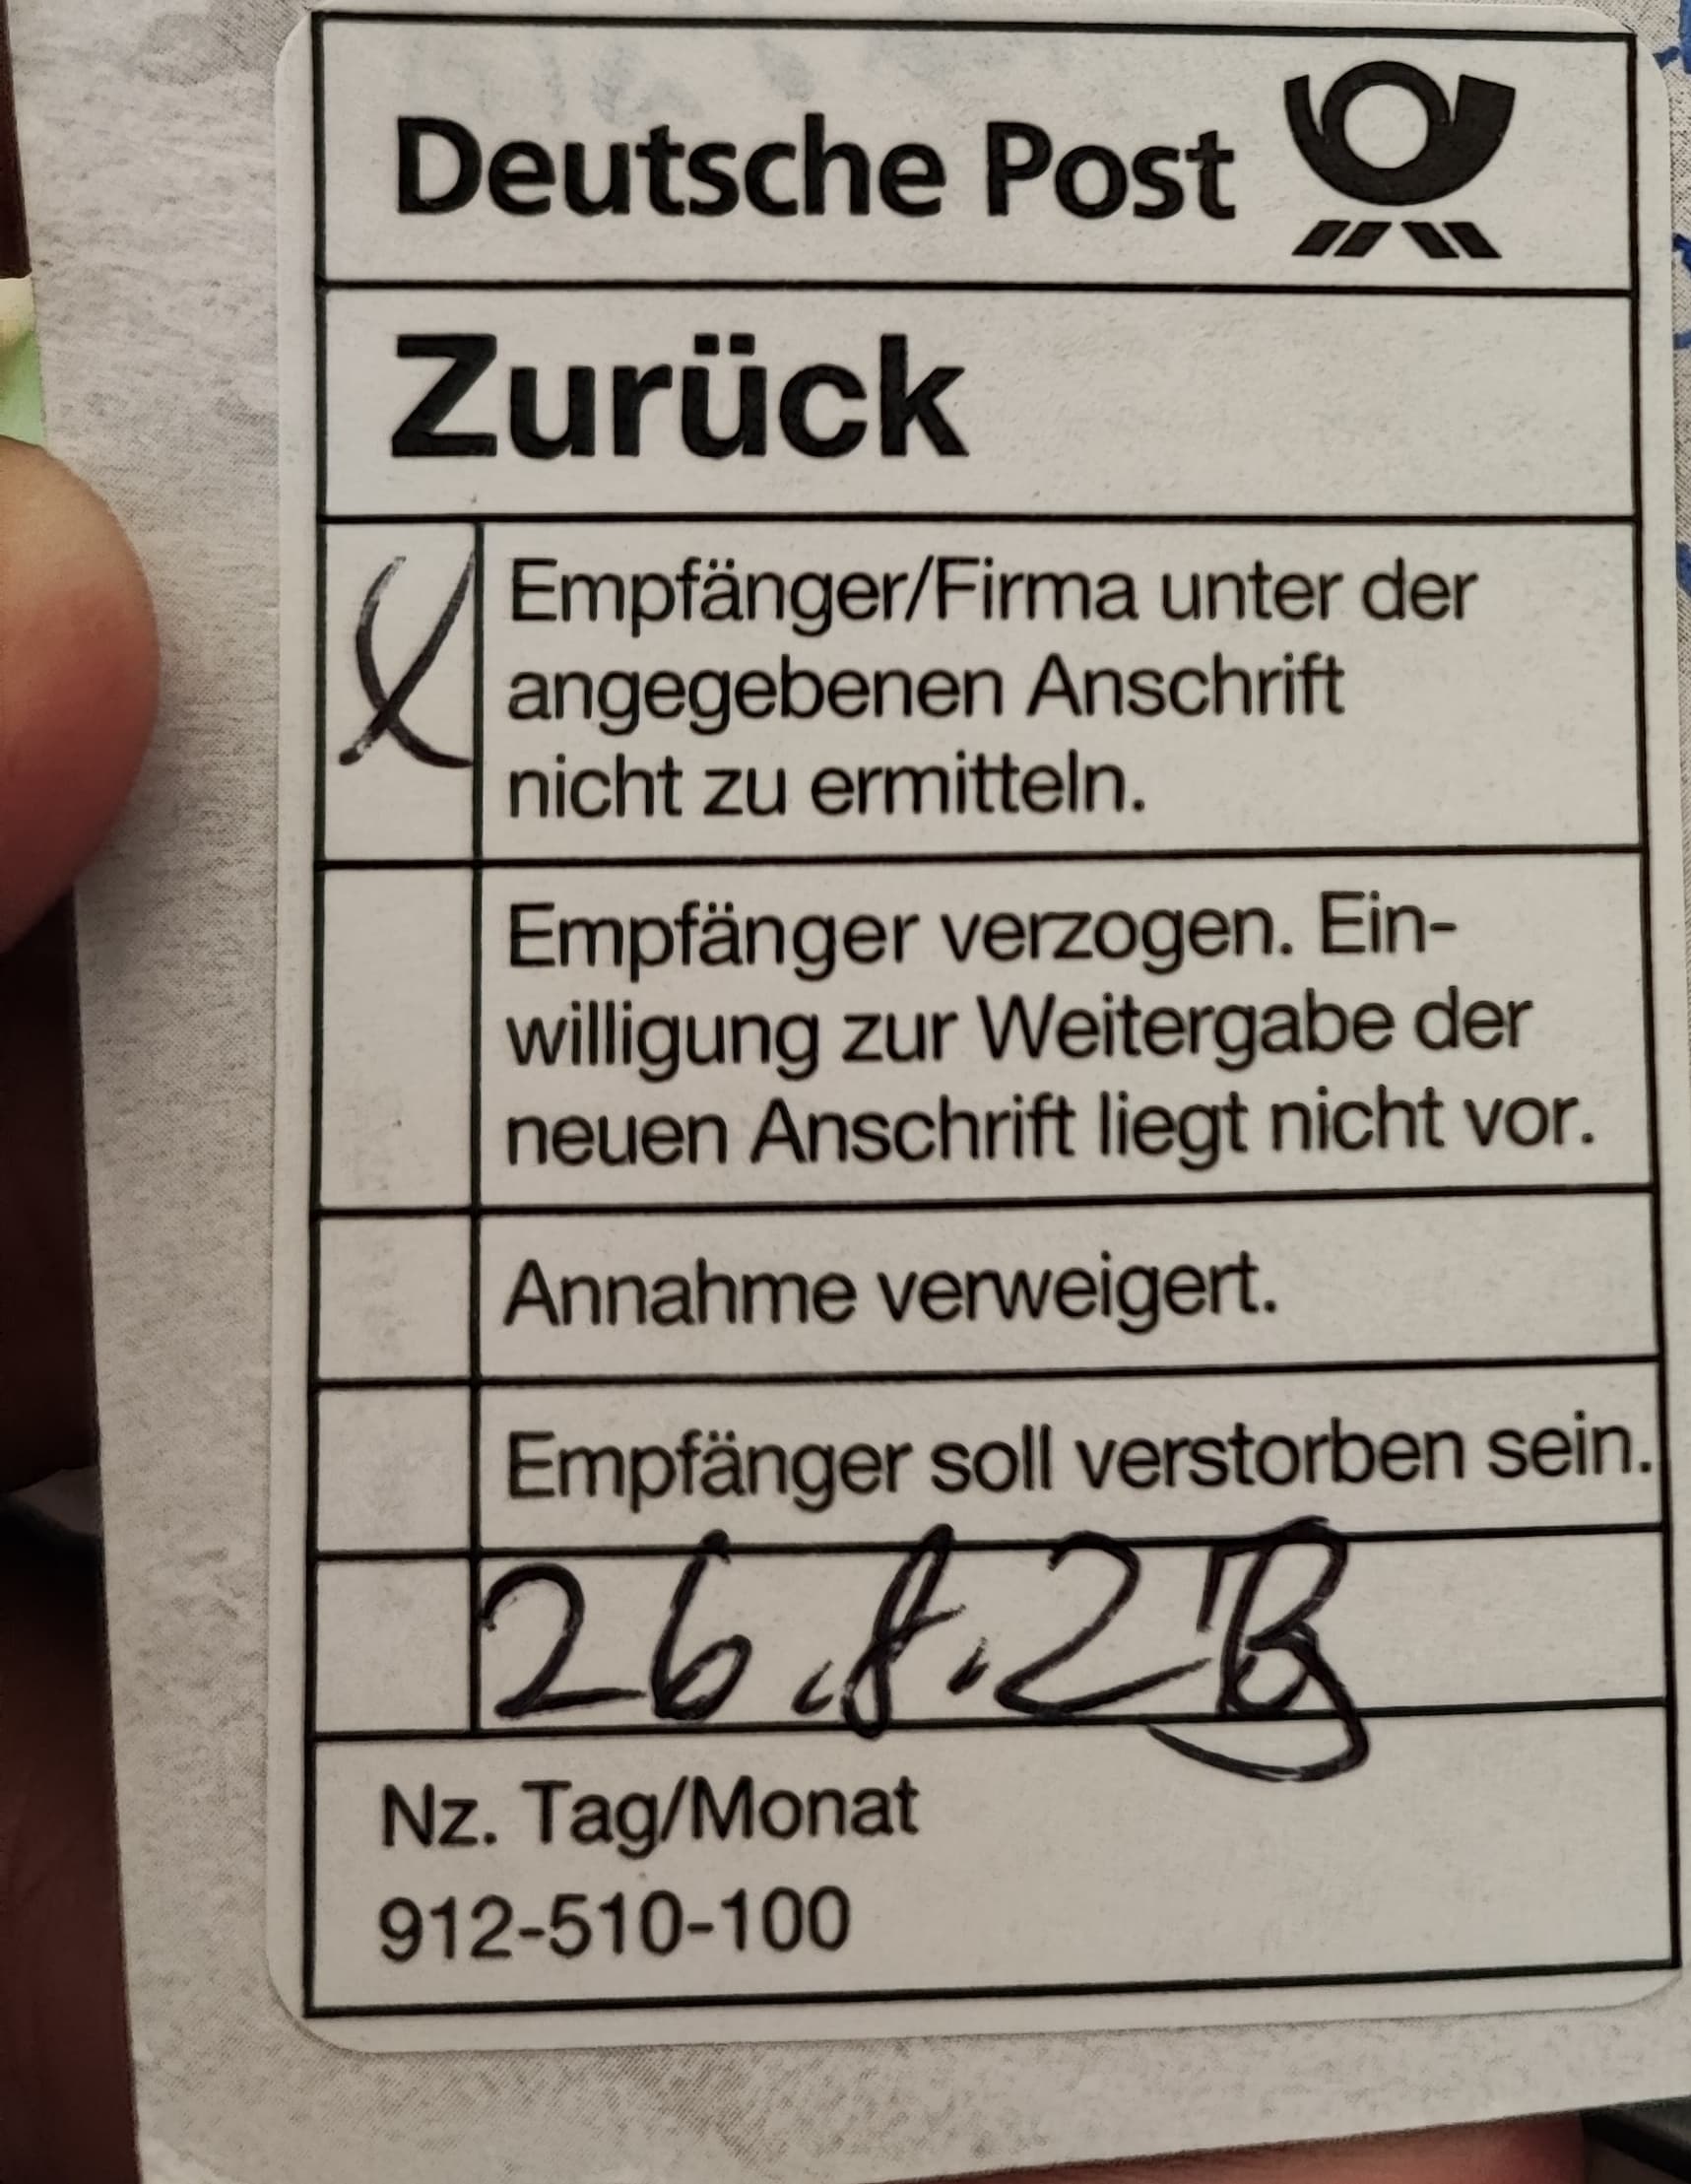 Deutsche Post
Zurück
Empfänger/Firma unter der
angegebenen Anschrift
nicht zu ermitteln.
Empfänger verzogen. Ein-
willigung zur Weitergabe der
neuen Anschrift liegt nicht vor.
Annahme verweigert.
Empfänger soll verstorben sein.
26.8.2
Nz. Tag/Monat
912-510-100